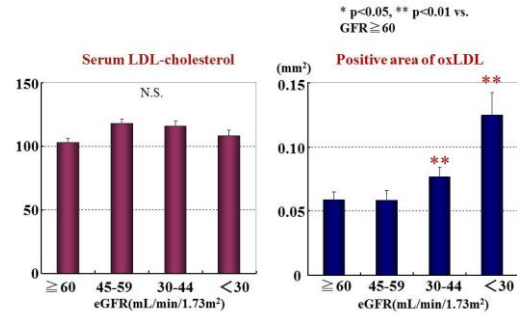 * p<0.05, ** p<0.01 vs.
GFR≧60
Serum LDL-cholesterol
Positive area of oxLDL
(mm²)
150
N.S.
100
50
0
≧60 45-59 30-44 <30
eGFR(mL/min/1.73m²)
0.15
**
0.10
**
0.05
0
≧60 45-59 30-44 <30
eGFR(mL/min/1.73m²)